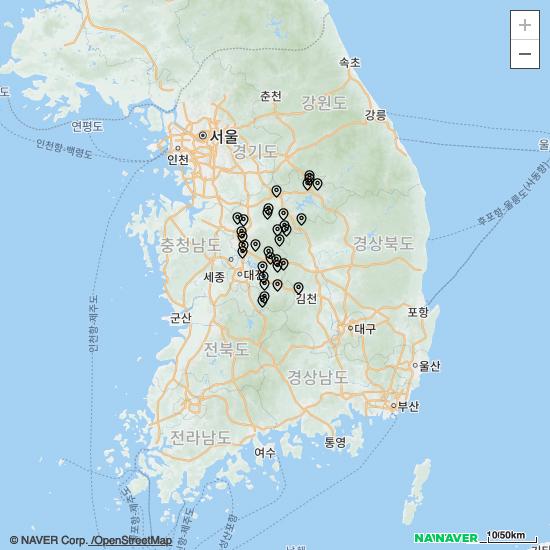 +
−
속초
춘천
강원도
강릉
도
연평도
서울
인천항-백령도
인천
경기도
울
후포항-울릉도(사동항)
충청남도
경상북도
세종
대전
김천
인천항-제주도
군산
포항
대구
전북도
울산
경상남도
부산
전라남도
통영
여수
© NAVER Corp. /OpenStreetMap
NAVER
10/50km